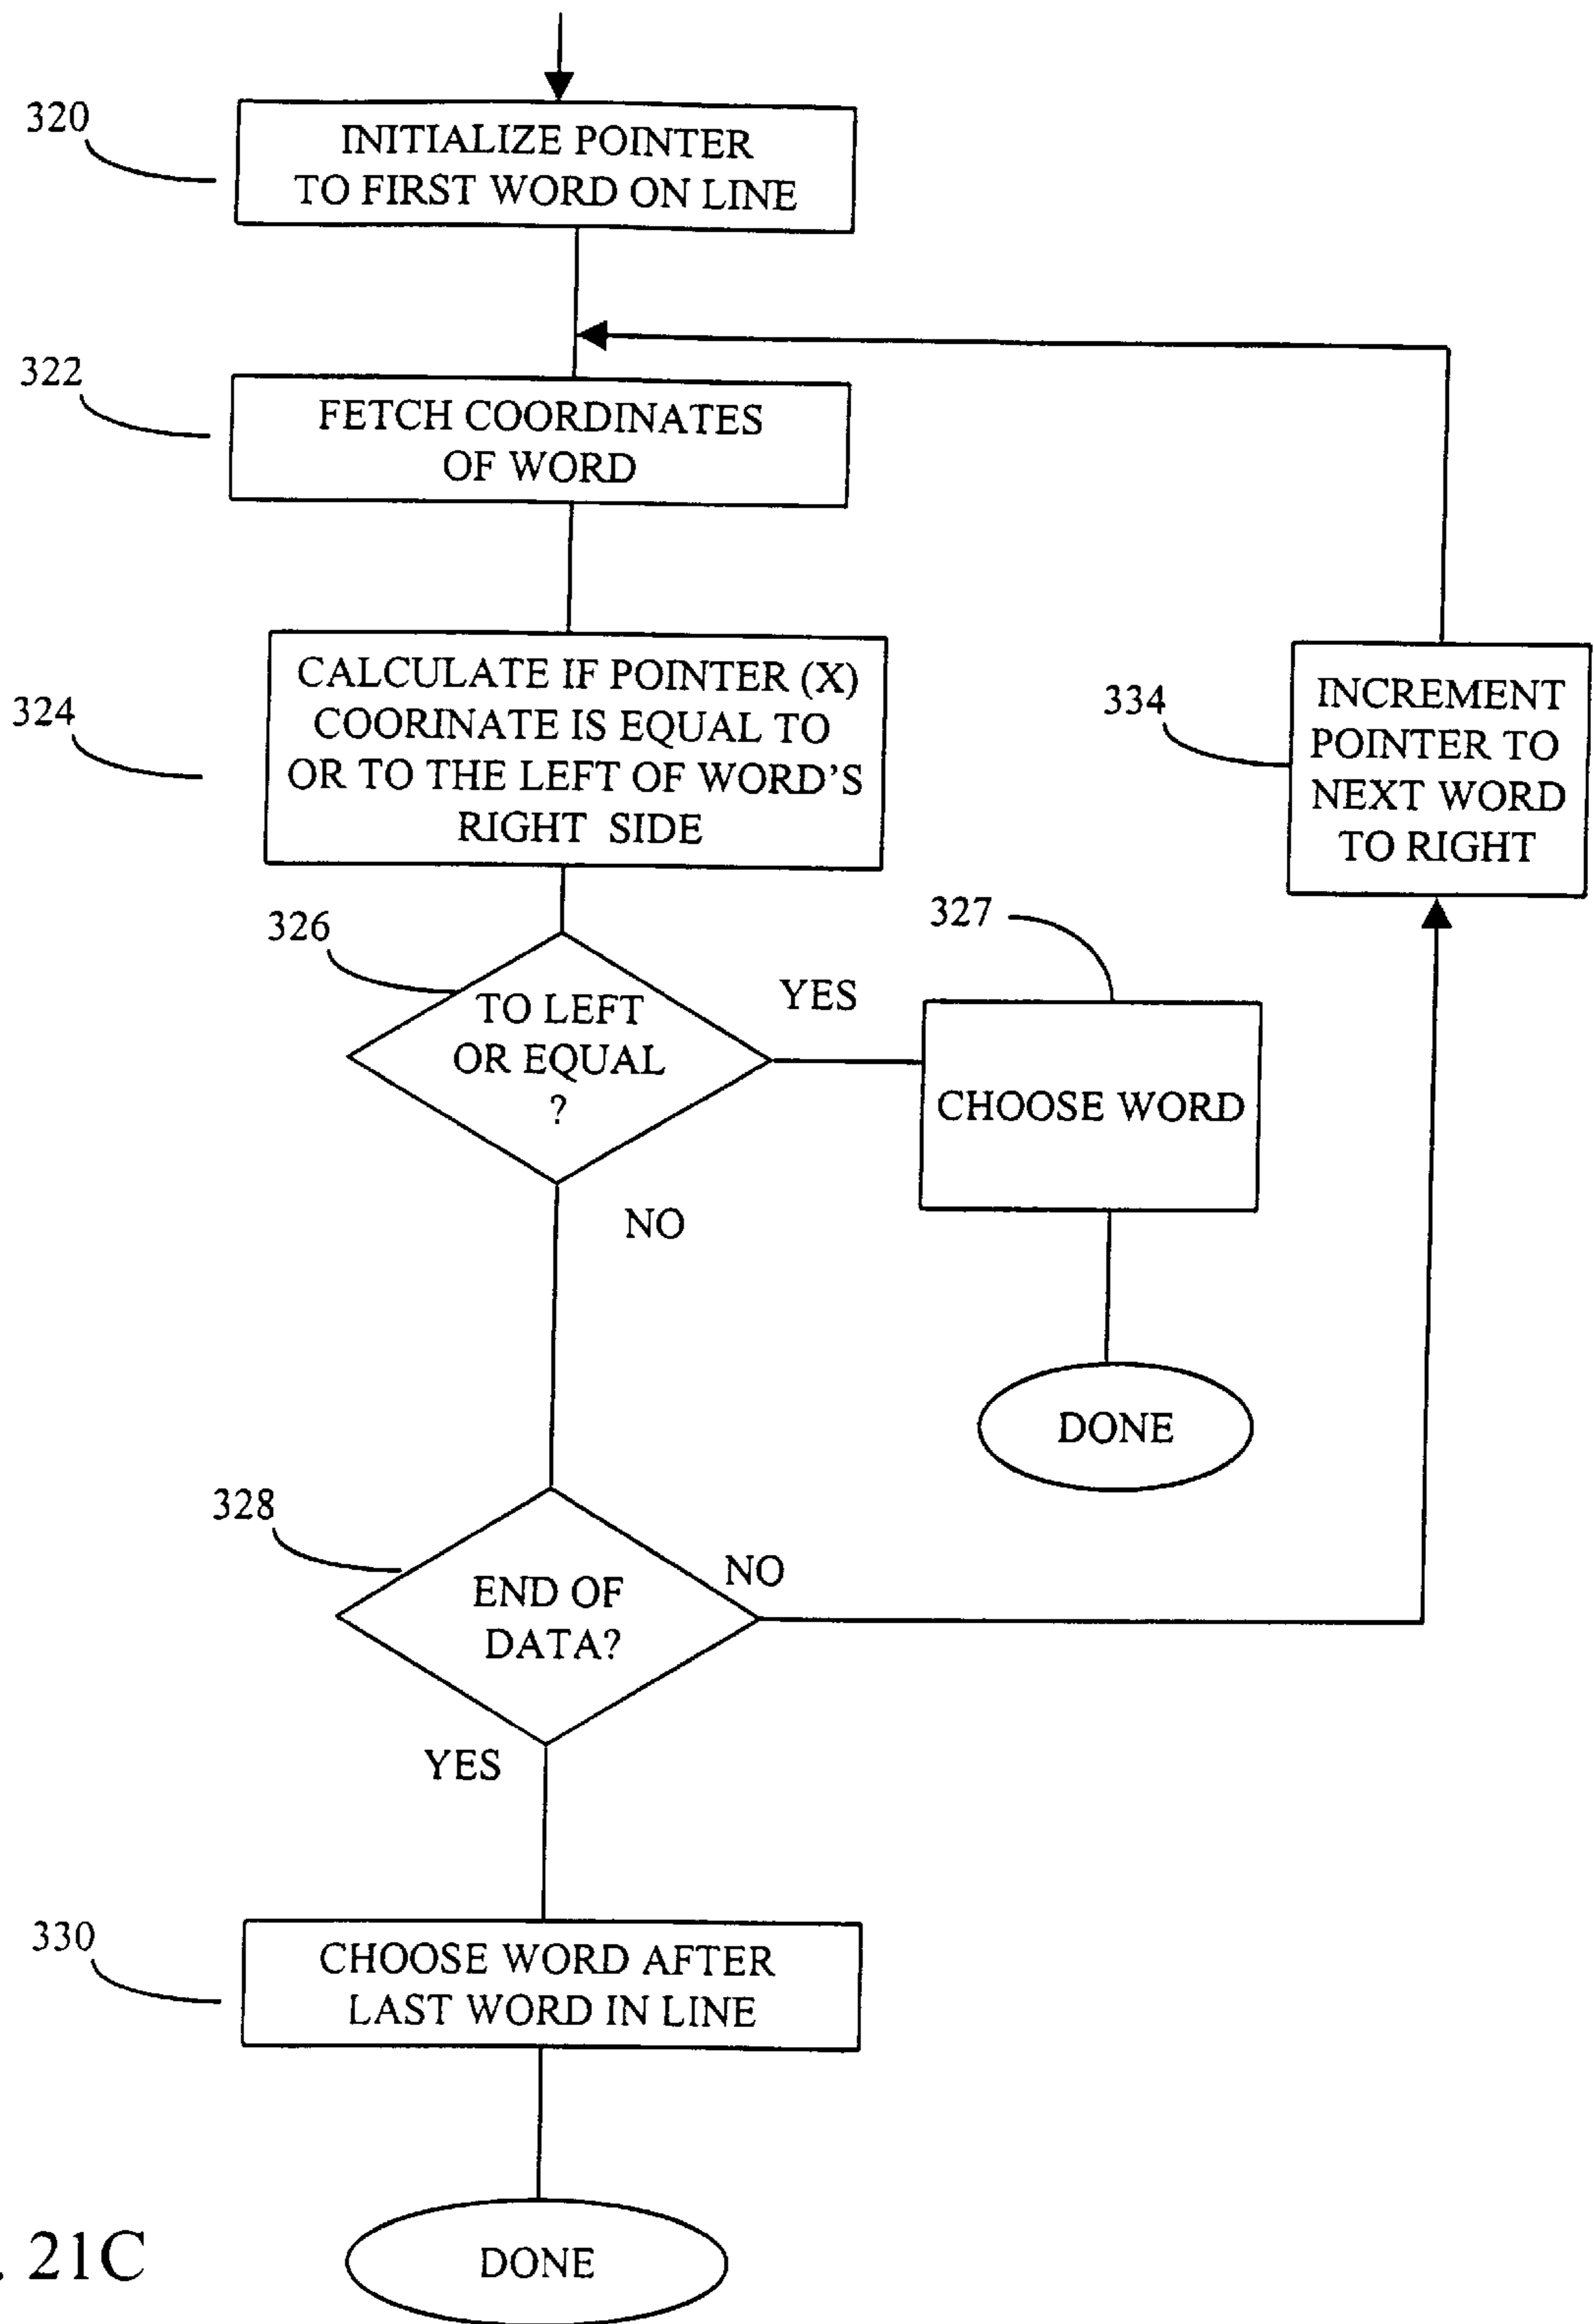 320
INITIALIZE POINTER
TO FIRST WORD ON LINE
322
FETCH COORDINATES
OF WORD
324
CALCULATE IF POINTER (X)
COORINATE IS EQUAL TO
OR TO THE LEFT OF WORD'S
RIGHT SIDE
334
INCREMENT
POINTER TO
NEXT WORD
TO RIGHT
326
TO LEFT
OR EQUAL
?
YES
327
CHOOSE WORD
NO
DONE
328
END OF
DATA?
NO
YES
330
CHOOSE WORD AFTER
LAST WORD IN LINE
DONE
. 21C